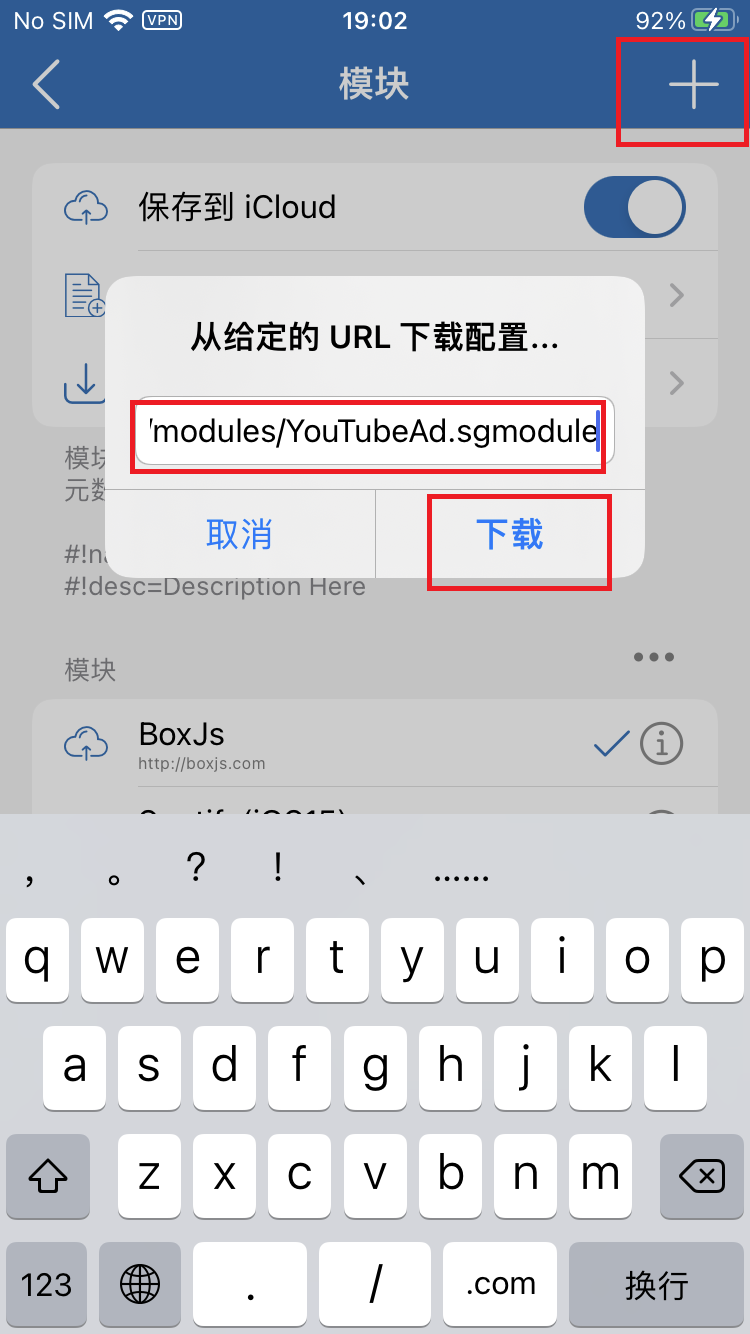 No SIM VPN 19:02 92%
模块
保存到 iCloud
从给定的 URL 下载配置...
/modules/YouTubeAd.sgmodule
取消 下载
模块
元数
#!na
#!desc=Description Here
模块
BoxJs
http://boxjs.com
， 。 ? ! 、 ……
q w e r t y u i o p
a s d f g h j k l
z x c v b n m
123 . / .com 换行